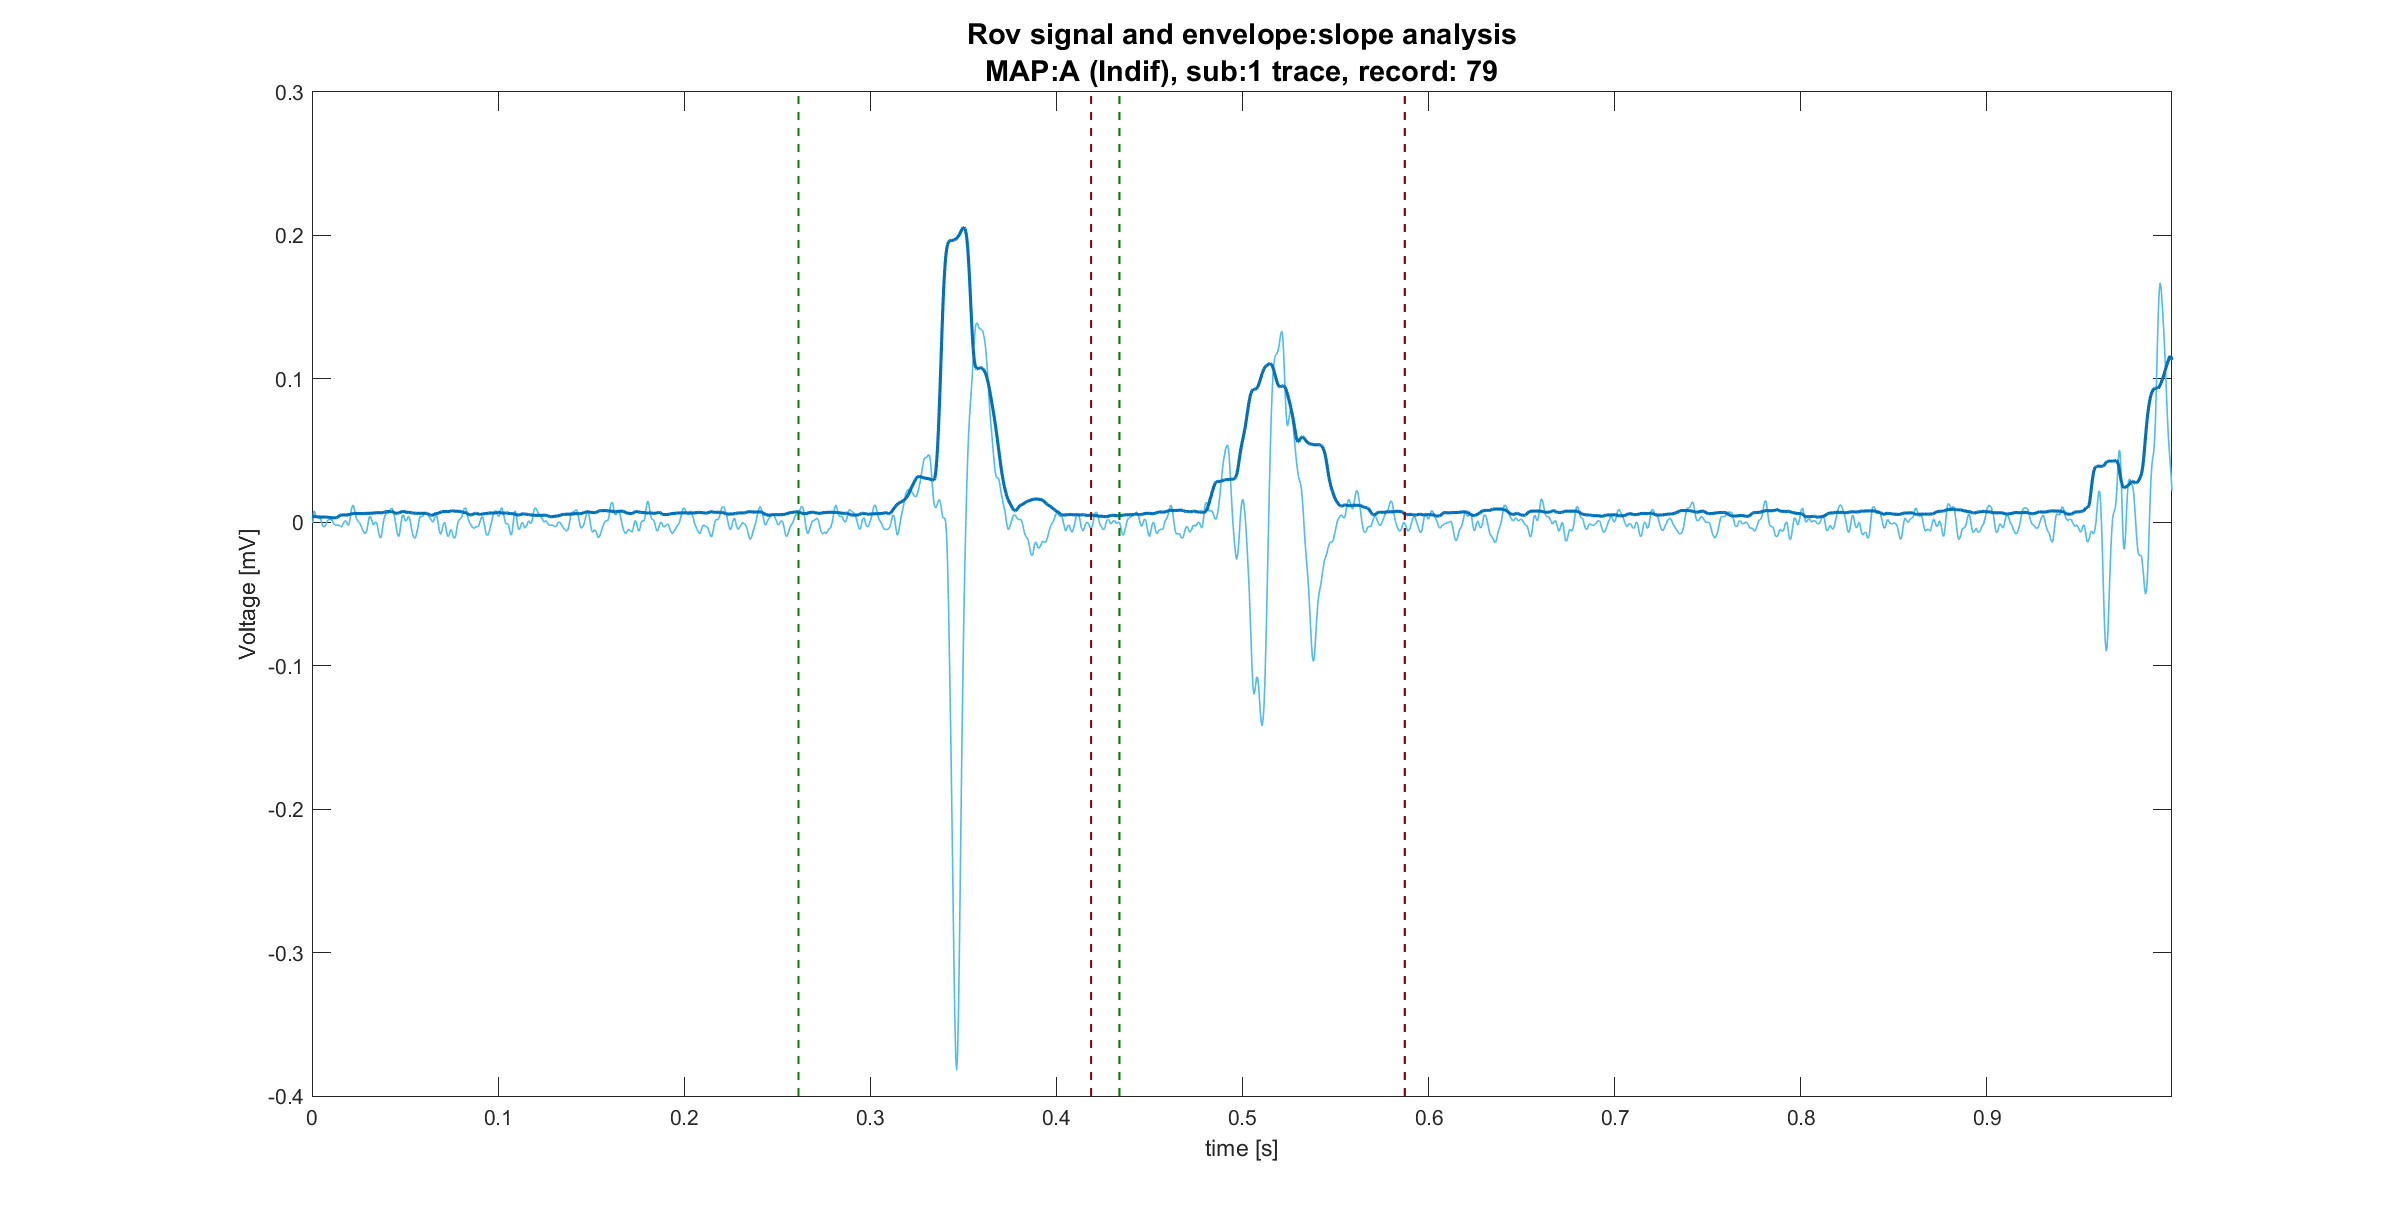 Rov signal and envelope:slope analysis
MAP:A (Indif), sub:1 trace, record: 79
0.3
0.2
0.1
0
-0.1
-0.2
-0.3
-0.4
Voltage [mV]
0 0.1 0.2 0.3 0.4 0.5 0.6 0.7 0.8 0.9
time [s]